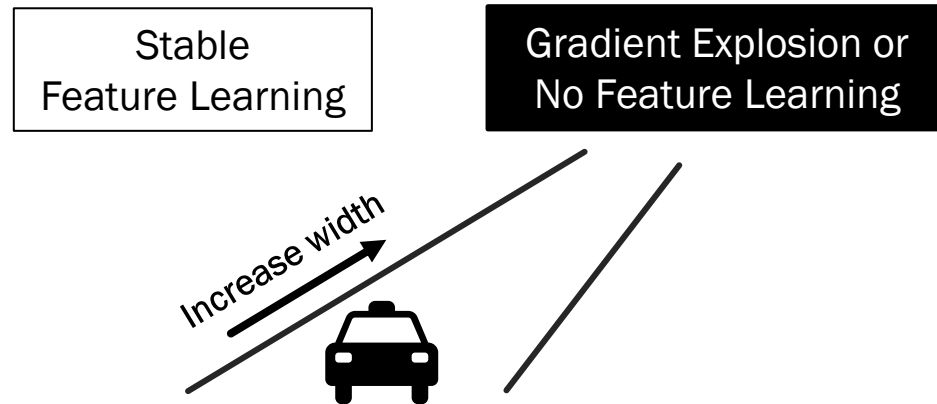 Stable
Feature Learning
Gradient Explosion or
No Feature Learning
Increase width